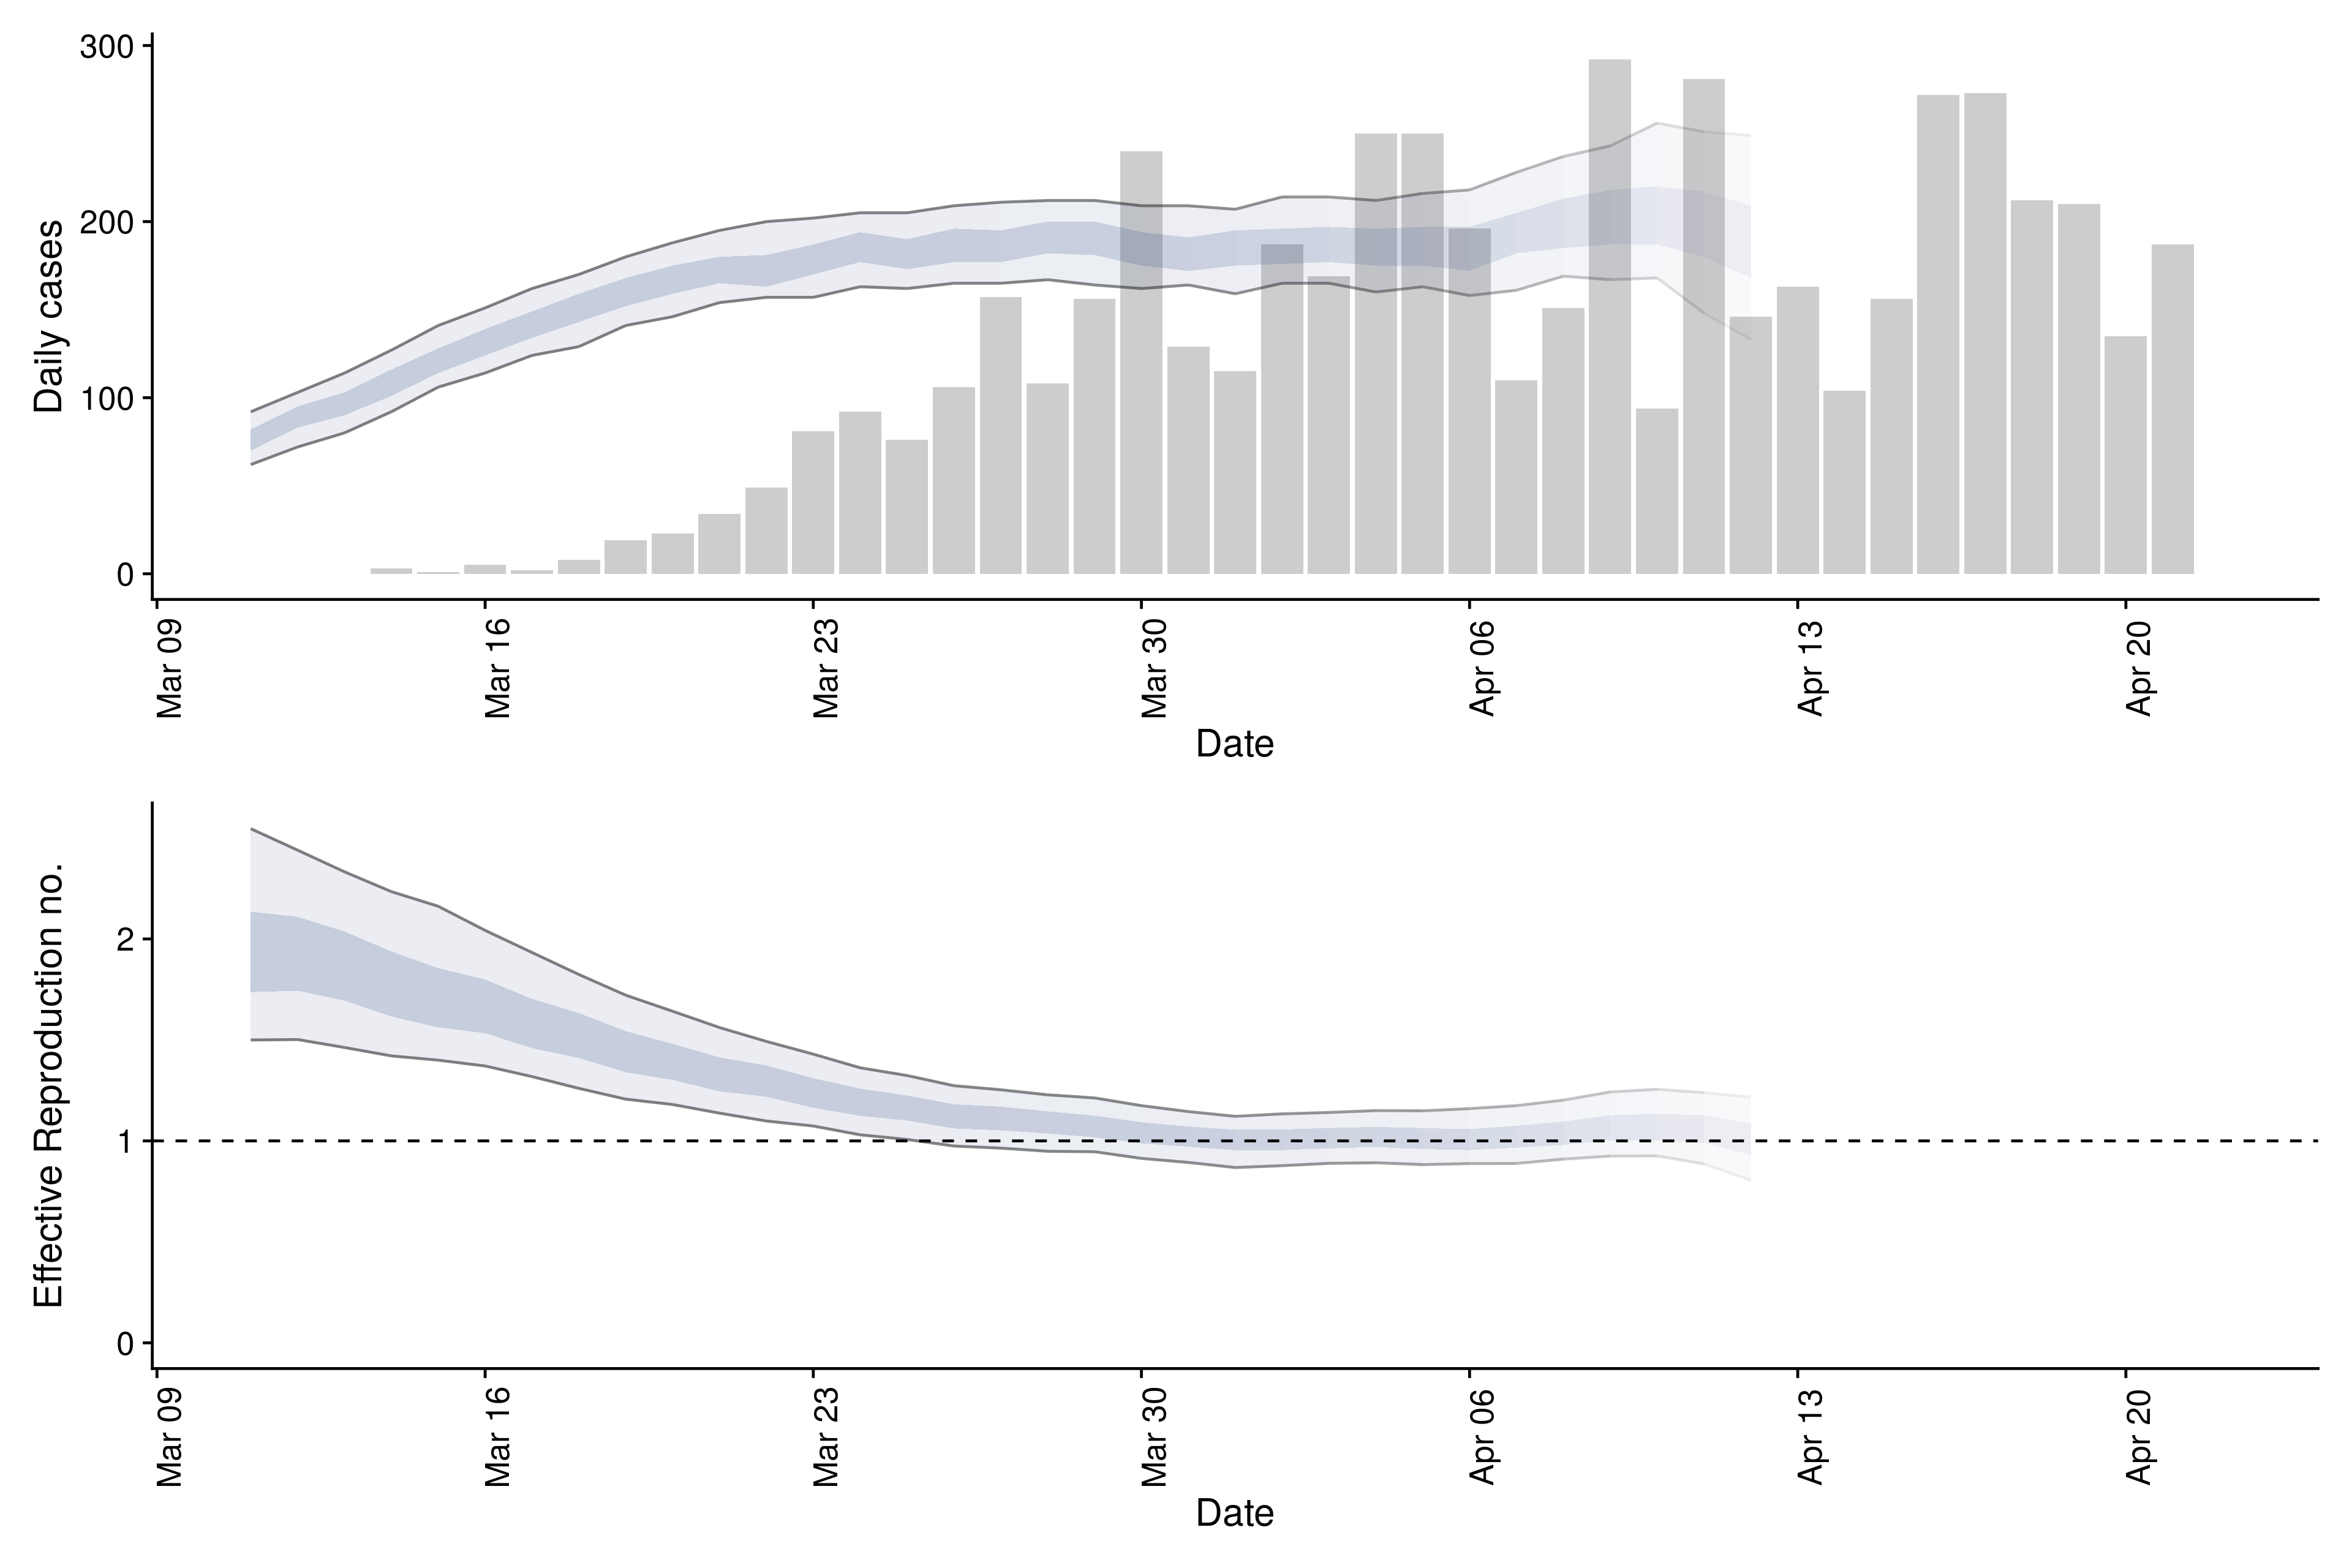 300
200
100
0
Daily cases
Mar 09
Mar 16
Mar 23
Mar 30
Apr 06
Apr 13
Apr 20
Date
2
1
0
Effective Reproduction no.
Mar 09
Mar 16
Mar 23
Mar 30
Apr 06
Apr 13
Apr 20
Date